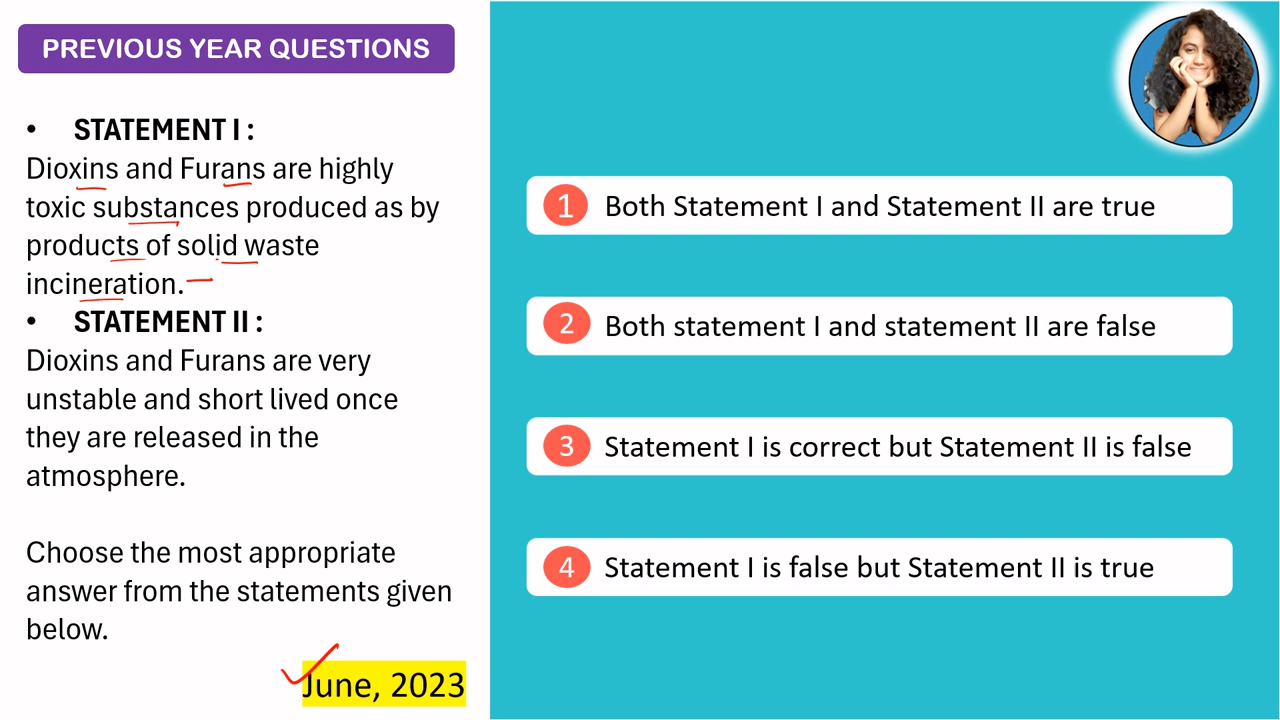 PREVIOUS YEAR QUESTIONS
• STATEMENT I :
Dioxins and Furans are highly
toxic substances produced as by
products of solid waste
incineration.
• STATEMENT II :
Dioxins and Furans are very
unstable and short lived once
they are released in the
atmosphere.
Choose the most appropriate
answer from the statements given
below.
June, 2023
1 Both Statement I and Statement II are true
2 Both statement I and statement II are false
3 Statement I is correct but Statement II is false
4 Statement I is false but Statement II is true